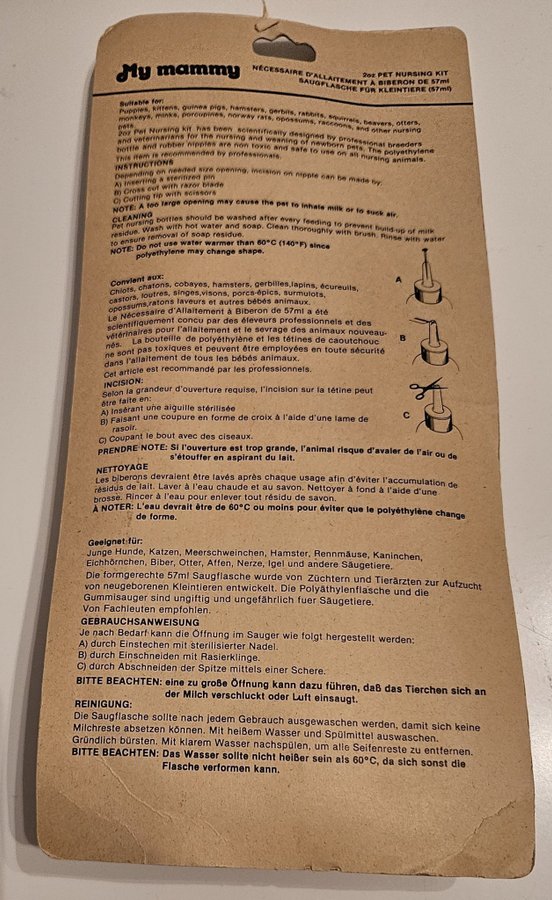 My mammy
2oz PET NURSING KIT
NÉCESSAIRE D'ALLAITEMENT À BIBERON DE 57ml
SAUGFLASCHE FÜR KLEINTIERE (57ml)
Suitable for:
Puppies, kittens, guinea pigs, hamsters, gerbils, rabbits, squirrels, beavers, otters,
monkeys, minks, porcupines, norway rats, opossums, raccoons, and other nursing
pets.
2oz Pet Nursing kit has been scientifically designed by professional breeders
and veterinarians for the nursing and weaning of newborn pets. The polyethylene
bottle and rubber nipples are non toxic and safe to use on all nursing animals.
This item is recommended by professionals.
INSTRUCTIONS
Depending on needed size opening, incision on nipple can be made by:
A) Inserting a sterilized pin
B) Cross cut with razor blade
C) Cutting tip with scissors
NOTE: A too large opening may cause the pet to inhale milk or to suck air.
CLEANING
Pet nursing bottles should be washed after every feeding to prevent build-up of milk
residue. Wash with hot water and soap. Clean thoroughly with brush. Rinse with water
to ensure removal of soap residue.
NOTE: Do not use water warmer than 60°C (140°F) since
polyethylene may change shape.
Convient aux:
Chiots, chatons, cobayes, hamsters, gerbilles,lapins, écureuils,
castors, loutres, singes,visons, porcs-épics, surmulots,
opossums,ratons laveurs et autres bébés animaux.
Le Nécessaire d'Allaitement à Biberon de 57ml a été
scientifiquement concu par des éleveurs professionnels et des
vétérinaires pour l'allaitement et le sevrage des animaux nouveau-
nés. La bouteille de polyéthylène et les tétines de caoutchouc
ne sont pas toxiques et peuvent être employées en toute sécurité
dans l'allaitement de tous les bébés animaux.
Cet article est recommandé par les professionnels.
INCISION:
Selon la grandeur d'ouverture requise, l'incision sur la tétine peut
être faite en:
A) Insérant une aiguille stérilisée
B) Faisant une coupure en forme de croix à l'aide d'une lame de
rasoir.
C) Coupant le bout avec des ciseaux.
A
B
C
PRENDRE NOTE: Si l'ouverture est trop grande, l'animal risque d'avaler de l'air ou de
s'étouffer en aspirant du lait.
NETTOYAGE
Les biberons devraient être lavés après chaque usage afin d'éviter l'accumulation de
résidus de lait. Laver à l'eau chaude et au savon. Nettoyer à fond à l'aide d'une
brosse. Rincer à l'eau pour enlever tout résidu de savon.
À NOTER: L'eau devrait être de 60°C ou moins pour éviter que le polyéthylène change
de forme.
Geeignet für:
Junge Hunde, Katzen, Meerschweinchen, Hamster, Rennmäuse, Kaninchen,
Eichhörnchen, Biber, Otter, Affen, Nerze, Igel und andere Säugetiere.
Die formgerechte 57ml Saugflasche wurde von Züchtern und Tierärzten zur Aufzucht
von neugeborenen Kleintieren entwickelt. Die Polyäthylenflasche und die
Gummisauger sind ungiftig und ungefährlich fuer Säugetiere.
Von Fachleuten empfohlen.
GEBRAUCHSANWEISUNG
Je nach Bedarf kann die Öffnung im Sauger wie folgt hergestellt werden:
A) durch Einstechen mit sterilisierter Nadel.
B) durch Einschneiden mit Rasierklinge.
C) durch Abschneiden der Spitze mittels einer Schere.
BITTE BEACHTEN: eine zu große Öffnung kann dazu führen, daß das Tierchen sich an
der Milch verschluckt oder Luft einsaugt.
REINIGUNG:
Die Saugflasche sollte nach jedem Gebrauch ausgewaschen werden, damit sich keine
Milchreste absetzen können. Mit heißem Wasser und Spülmittel auswaschen.
Gründlich bürsten. Mit klarem Wasser nachspülen, um alle Seifenreste zu entfernen.
BITTE BEACHTEN: Das Wasser sollte nicht heißer sein als 60°C, da sich sonst die
Flasche verformen kann.